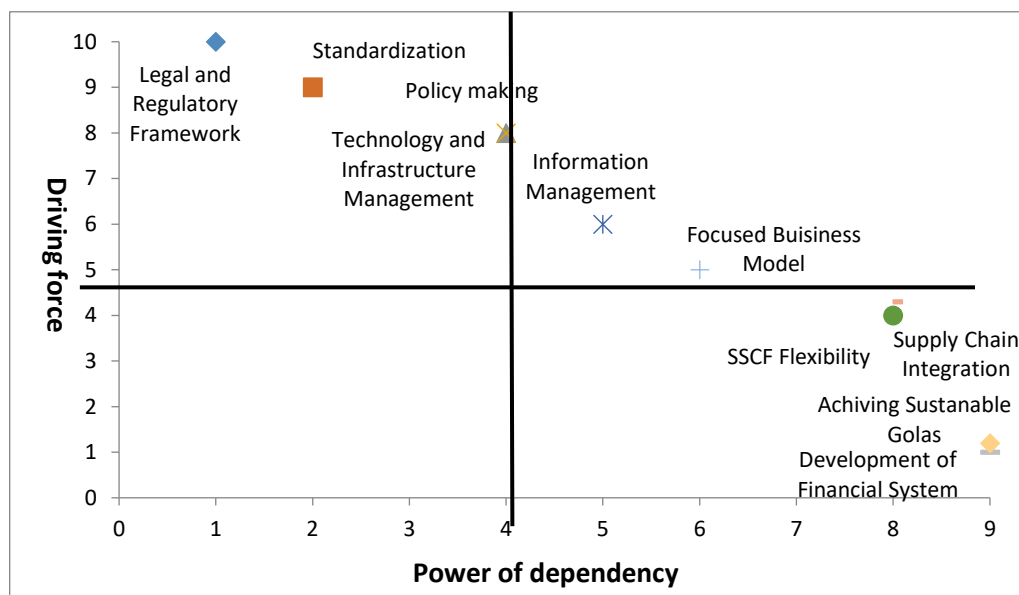 10
9
8
7
6
5
4
3
2
1
0
Driving force
Standardization
Legal and
Regulatory
Framework
Policy making
Technology and
Infrastructure
Management
Information
Management
Focused Buisiness
Model
SSCF Flexibility
Supply Chain
Integration
Achiving Sustanable
Golas
Development of
Financial System
0 1 2 3 4 5 6 7 8 9
Power of dependency